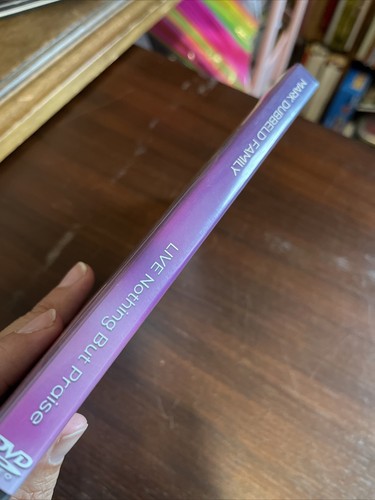 MARK DUBBELD FAMILY
LIVE Nothing But Praise
DVD